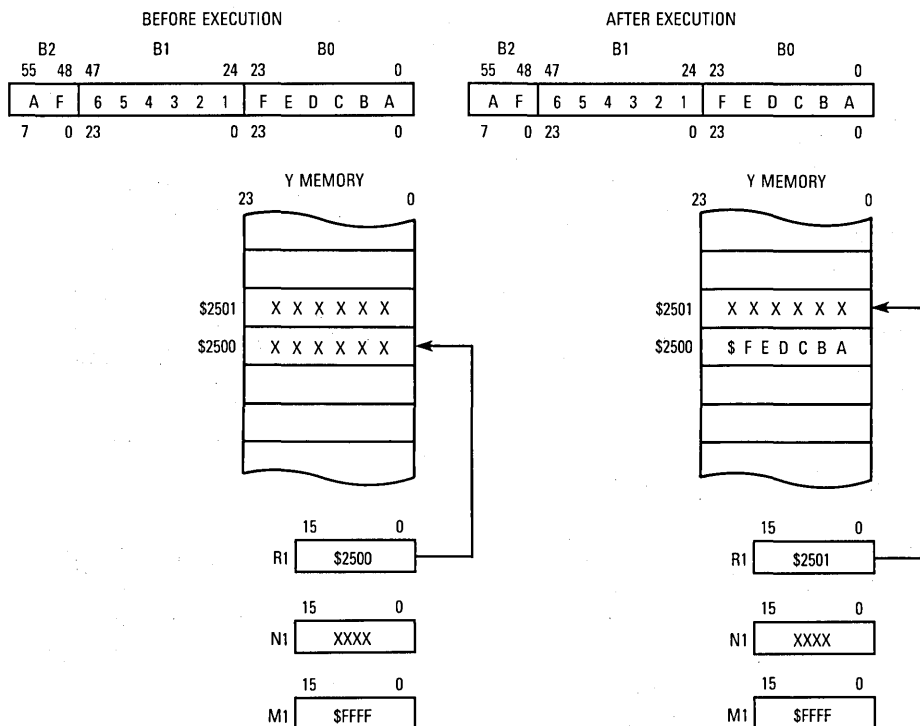 BEFORE EXECUTION
B2 B1 B0
55 48 47 24 23 0
A F 6 5 4 3 2 1 F E D C B A
7 0 23 0 23 0
Y MEMORY
23 0
$2501 X X X X X X
$2500 X X X X X X
15 0
R1 $2500
15 0
N1 XXXX
15 0
M1 $FFFF
AFTER EXECUTION
B2 B1 B0
55 48 47 24 23 0
A F 6 5 4 3 2 1 F E D C B A
7 0 23 0 23 0
Y MEMORY
23 0
$2501 X X X X X X
$2500 $ F E D C B A
15 0
R1 $2501
15 0
N1 XXXX
15 0
M1 $FFFF